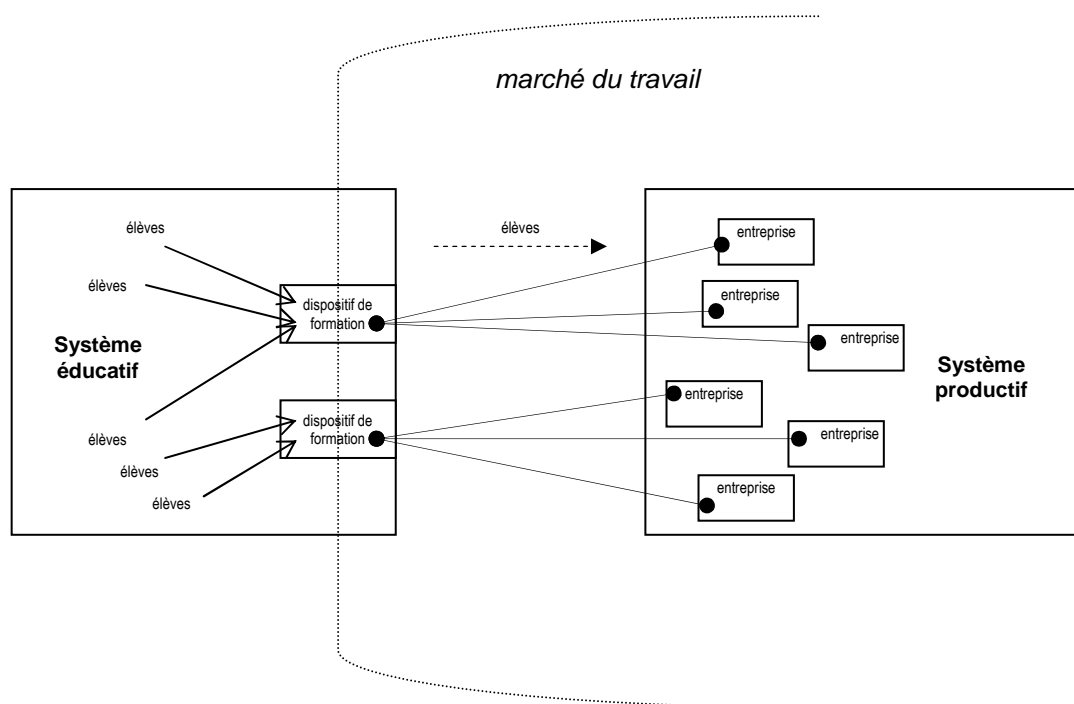 marché du travail
élèves
élèves
élèves
entreprise
entreprise
dispositif de
formation
entreprise
Système
éducatif
Système
productif
entreprise
dispositif de
formation
élèves
entreprise
élèves
entreprise
élèves